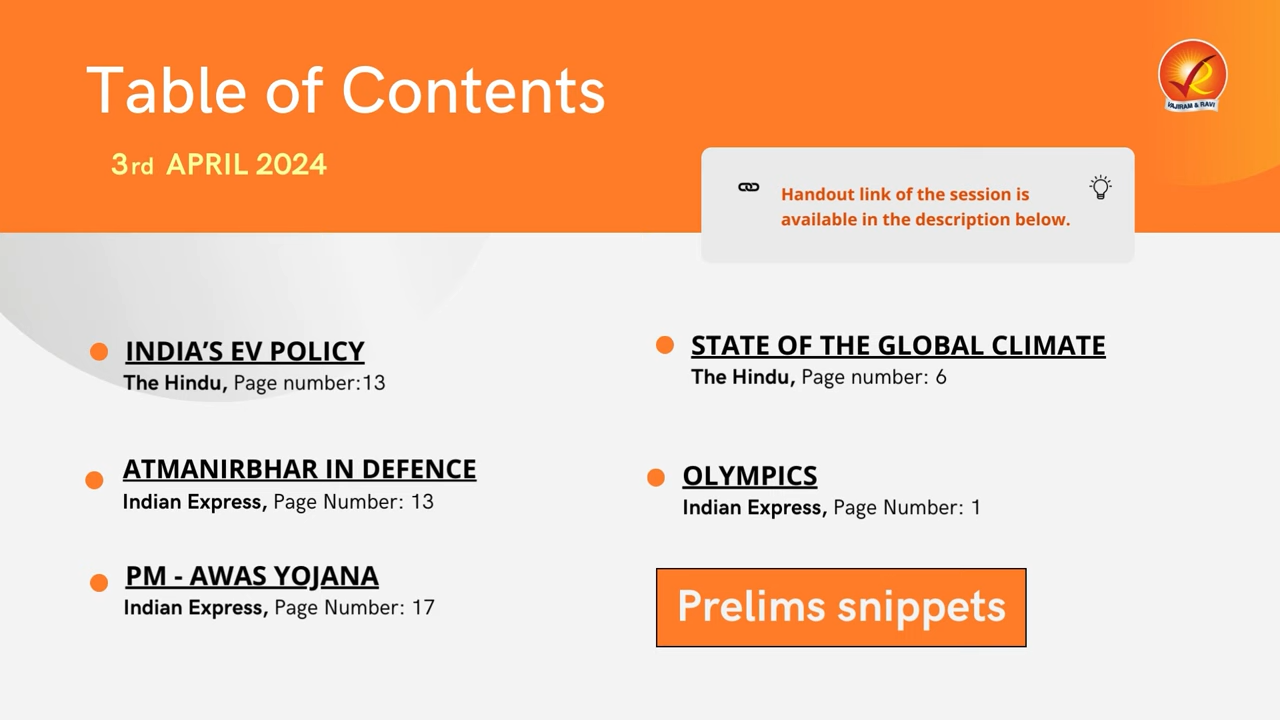 Table of Contents
3rd APRIL 2024
VAJIRAM & RAVI
Handout link of the session is
available in the description below.
INDIA'S EV POLICY
The Hindu, Page number:13
ATMANIRBHAR IN DEFENCE
Indian Express, Page Number: 13
PM - AWAS YOJANA
Indian Express, Page Number: 17
STATE OF THE GLOBAL CLIMATE
The Hindu, Page number: 6
OLYMPICS
Indian Express, Page Number: 1
Prelims snippets